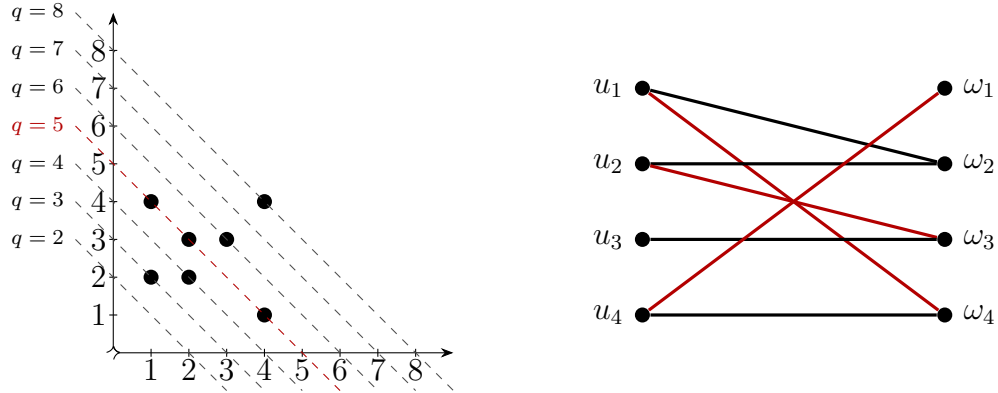 q = 8
q = 7
q = 6
q = 5
q = 4
q = 3
q = 2
8
7
6
5
4
3
2
1
1 2 3 4 5 6 7 8
u₁ ω₁
u₂ ω₂
u₃ ω₃
u₄ ω₄